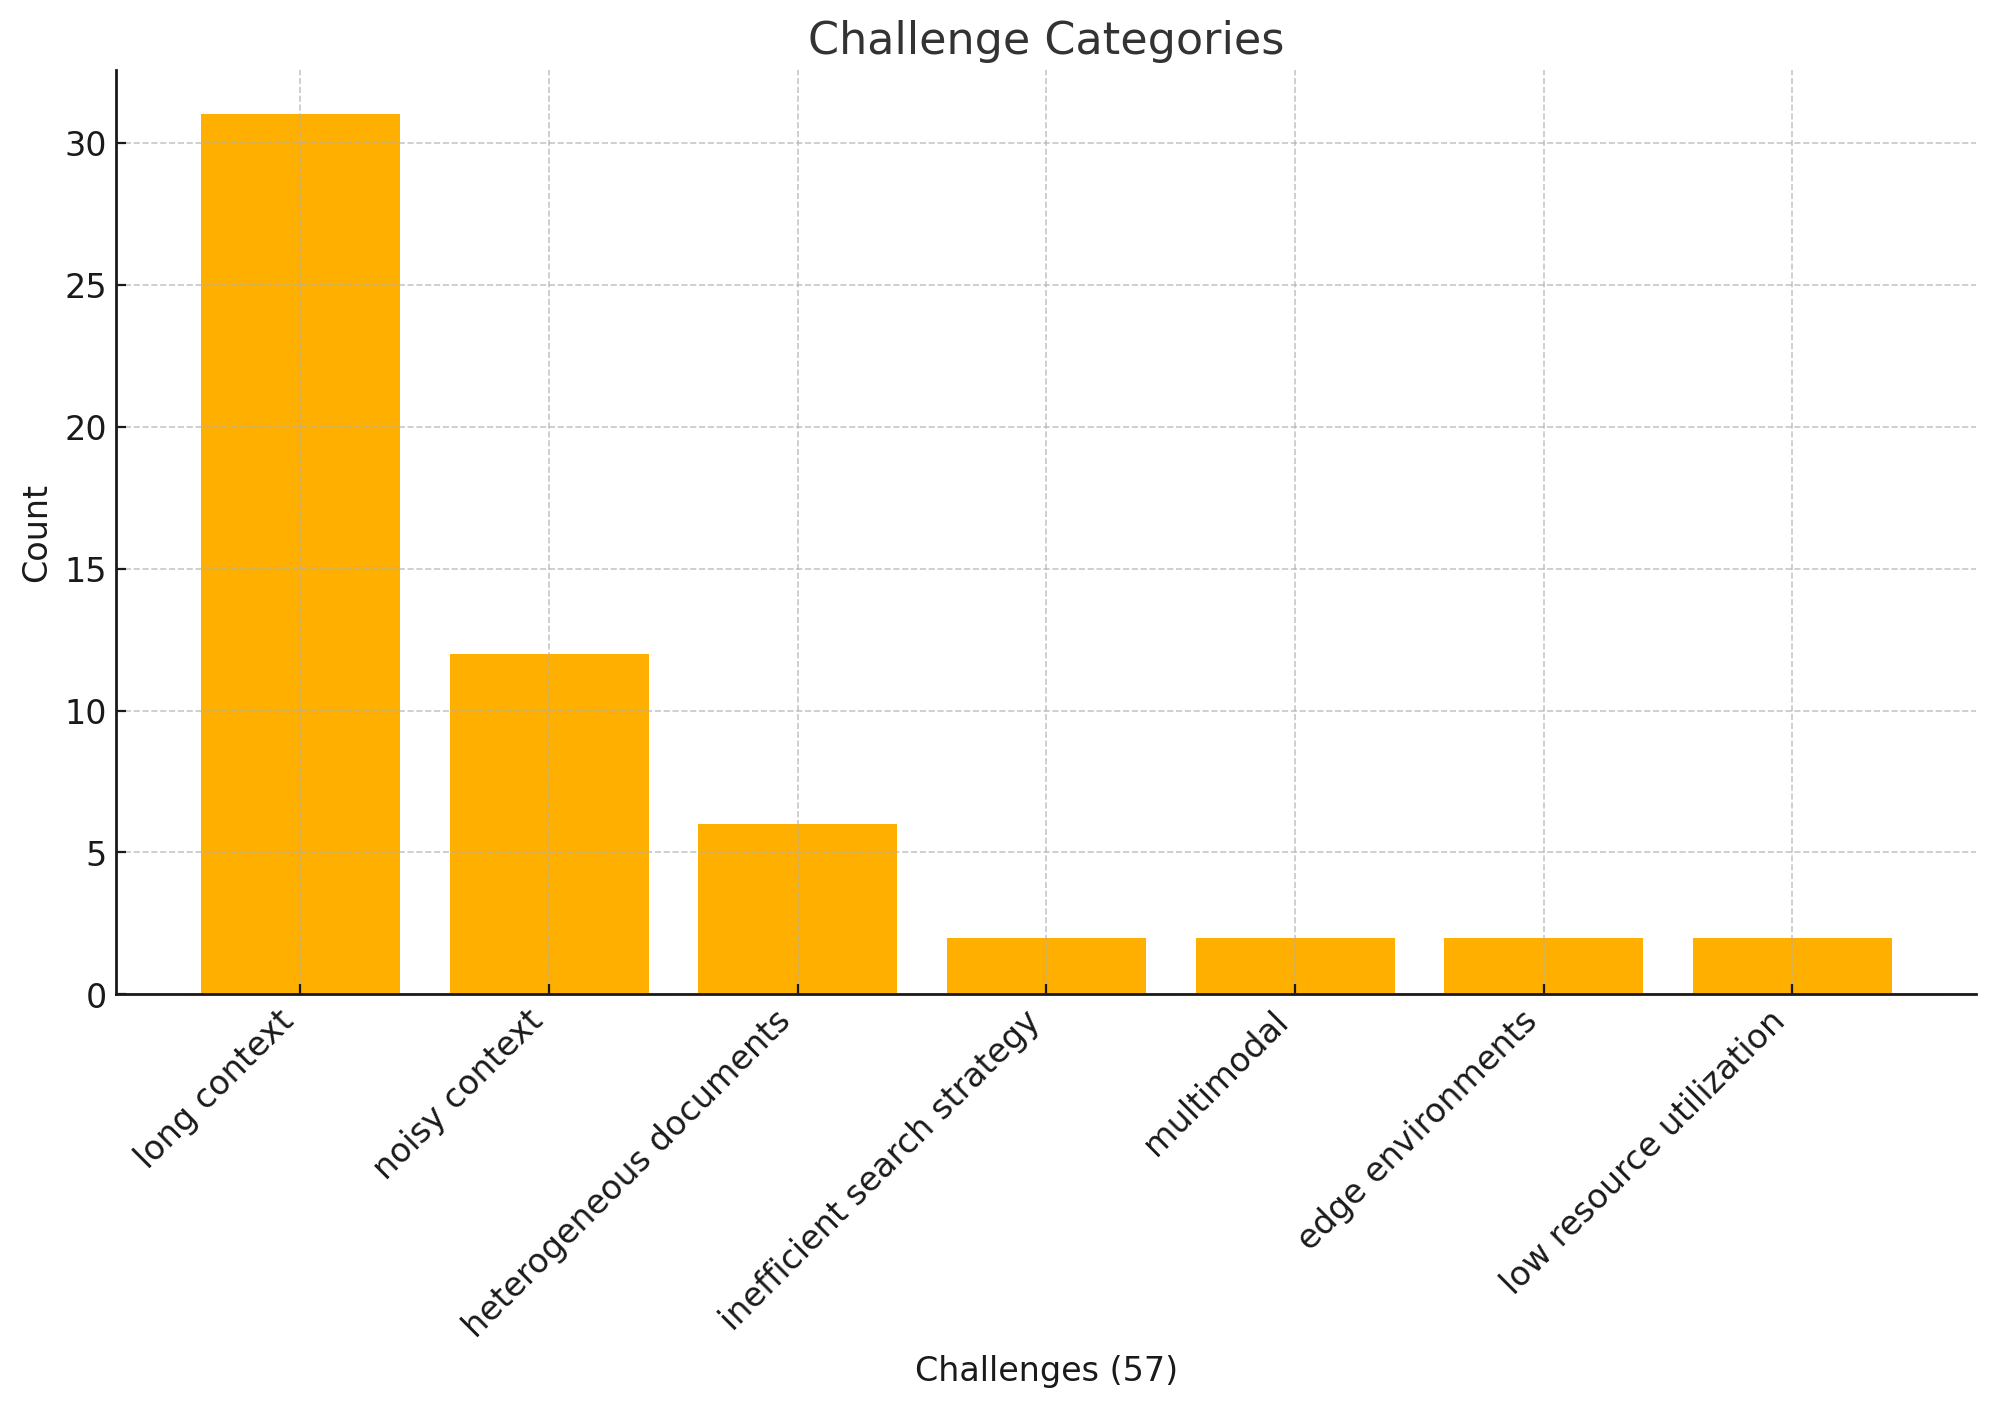 Challenge Categories
Count
30
25
20
15
10
5
0
long context
noisy context
heterogeneous documents
inefficient search strategy
multimodal
edge environments
low resource utilization
Challenges (57)